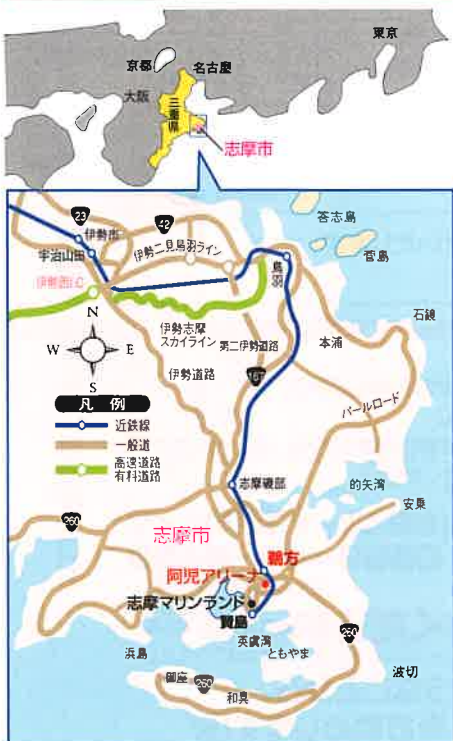 東京
京都
名古屋
大阪
三重県
志摩市
答志島
菅島
23
42
伊勢市
伊勢二見鳥羽ライン
宇治山田
鳥羽
伊勢西I.C
石鏡
N
W E
S
伊勢志摩
スカイライン
第二伊勢道路
本浦
伊勢道路
167
パールロード
凡例
近鉄線
一般道
高速道路
有料道路
志摩磯部
的矢湾
安乗
260
志摩市
鵜方
阿児アリーナ
志摩マリンランド
賢島
260
浜島
英虞湾
ともやま
御座
260
和具
波切